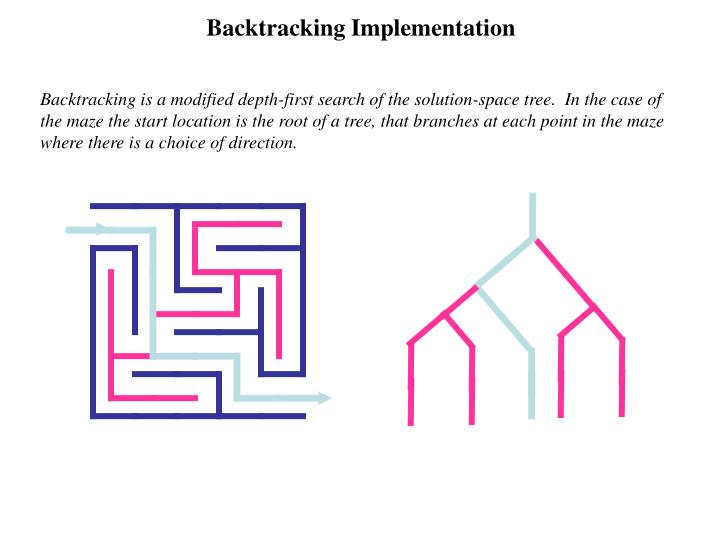 Backtracking Implementation
Backtracking is a modified depth-first search of the solution-space tree.  In the case of
the maze the start location is the root of a tree, that branches at each point in the maze
where there is a choice of direction.